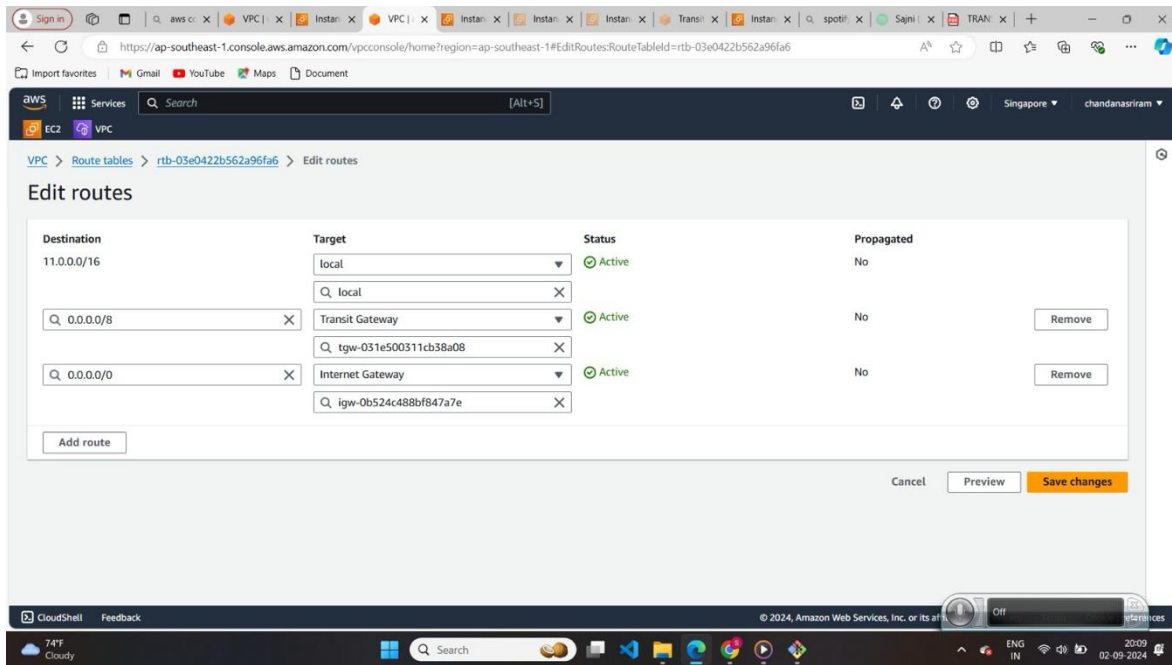 Sign in aws cc VPC | Instan VPC | Instan Instan Instan Transit Instan spotify Sajni ( TRAN
https://ap-southeast-1.console.aws.amazon.com/vpcconsole/home?region=ap-southeast-1#EditRoutes:RouteTableId=rtb-03e0422b562a96fa6
Import favorites Gmail YouTube Maps Document
aws Services Search [Alt+S] Singapore chandanasriram
EC2 VPC
VPC > Route tables > rtb-03e0422b562a96fa6 > Edit routes
Edit routes
Destination Target Status Propagated
11.0.0.0/16 local Active No
local
0.0.0.0/8 Transit Gateway Active No Remove
tgw-031e500311cb38a08
0.0.0.0/0 Internet Gateway Active No Remove
igw-0b524c488bf847a7e
Add route
Cancel Preview Save changes
CloudShell Feedback © 2024, Amazon Web Services, Inc. or its af Off
74°F Search ENG 20:09
Cloudy IN 02-09-2024